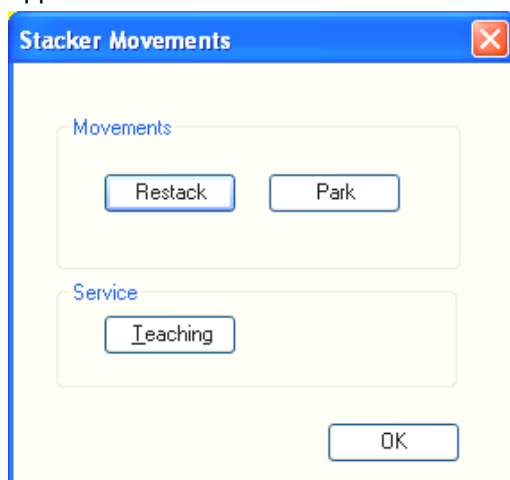 Stacker Movements
Movements
Restack Park
Service
Teaching
OK